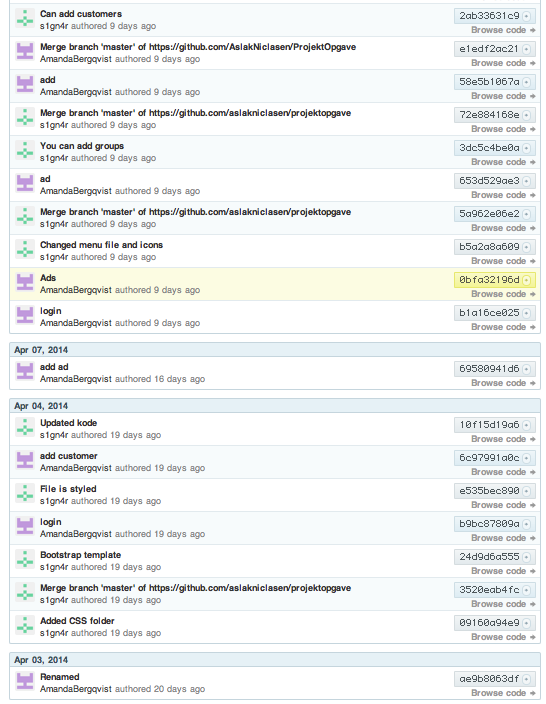 Can add customers
2ab33631c9
s1gn4r authored 9 days ago
Browse code
Merge branch 'master' of https://github.com/AslakNiclasen/ProjektOpgave
e1edf2ac21
AmandaBergqvist authored 9 days ago
Browse code
add
58e5b1067a
AmandaBergqvist authored 9 days ago
Browse code
Merge branch 'master' of https://github.com/aslakniclasen/projektopgave
72e884168e
s1gn4r authored 9 days ago
Browse code
You can add groups
3dc5c4be0a
s1gn4r authored 9 days ago
Browse code
ad
653d529ae3
AmandaBergqvist authored 9 days ago
Browse code
Merge branch 'master' of https://github.com/aslakniclasen/projektopgave
5a962e06e2
s1gn4r authored 9 days ago
Browse code
Changed menu file and icons
b5a2a8a609
s1gn4r authored 9 days ago
Browse code
Ads
0bfa32196d
AmandaBergqvist authored 9 days ago
Browse code
login
b1a16ce025
AmandaBergqvist authored 9 days ago
Browse code
Apr 07, 2014
add ad
69580941d6
AmandaBergqvist authored 16 days ago
Browse code
Apr 04, 2014
Updated kode
10f15d19a6
s1gn4r authored 19 days ago
Browse code
add customer
6c97991a0c
AmandaBergqvist authored 19 days ago
Browse code
File is styled
e535bec890
s1gn4r authored 19 days ago
Browse code
login
b9bc87809a
AmandaBergqvist authored 19 days ago
Browse code
Bootstrap template
24d9d6a555
s1gn4r authored 19 days ago
Browse code
Merge branch 'master' of https://github.com/aslakniclasen/projektopgave
3520eab4fc
s1gn4r authored 19 days ago
Browse code
Added CSS folder
09160a94e9
s1gn4r authored 19 days ago
Browse code
Apr 03, 2014
Renamed
ae9b8063df
AmandaBergqvist authored 20 days ago
Browse code